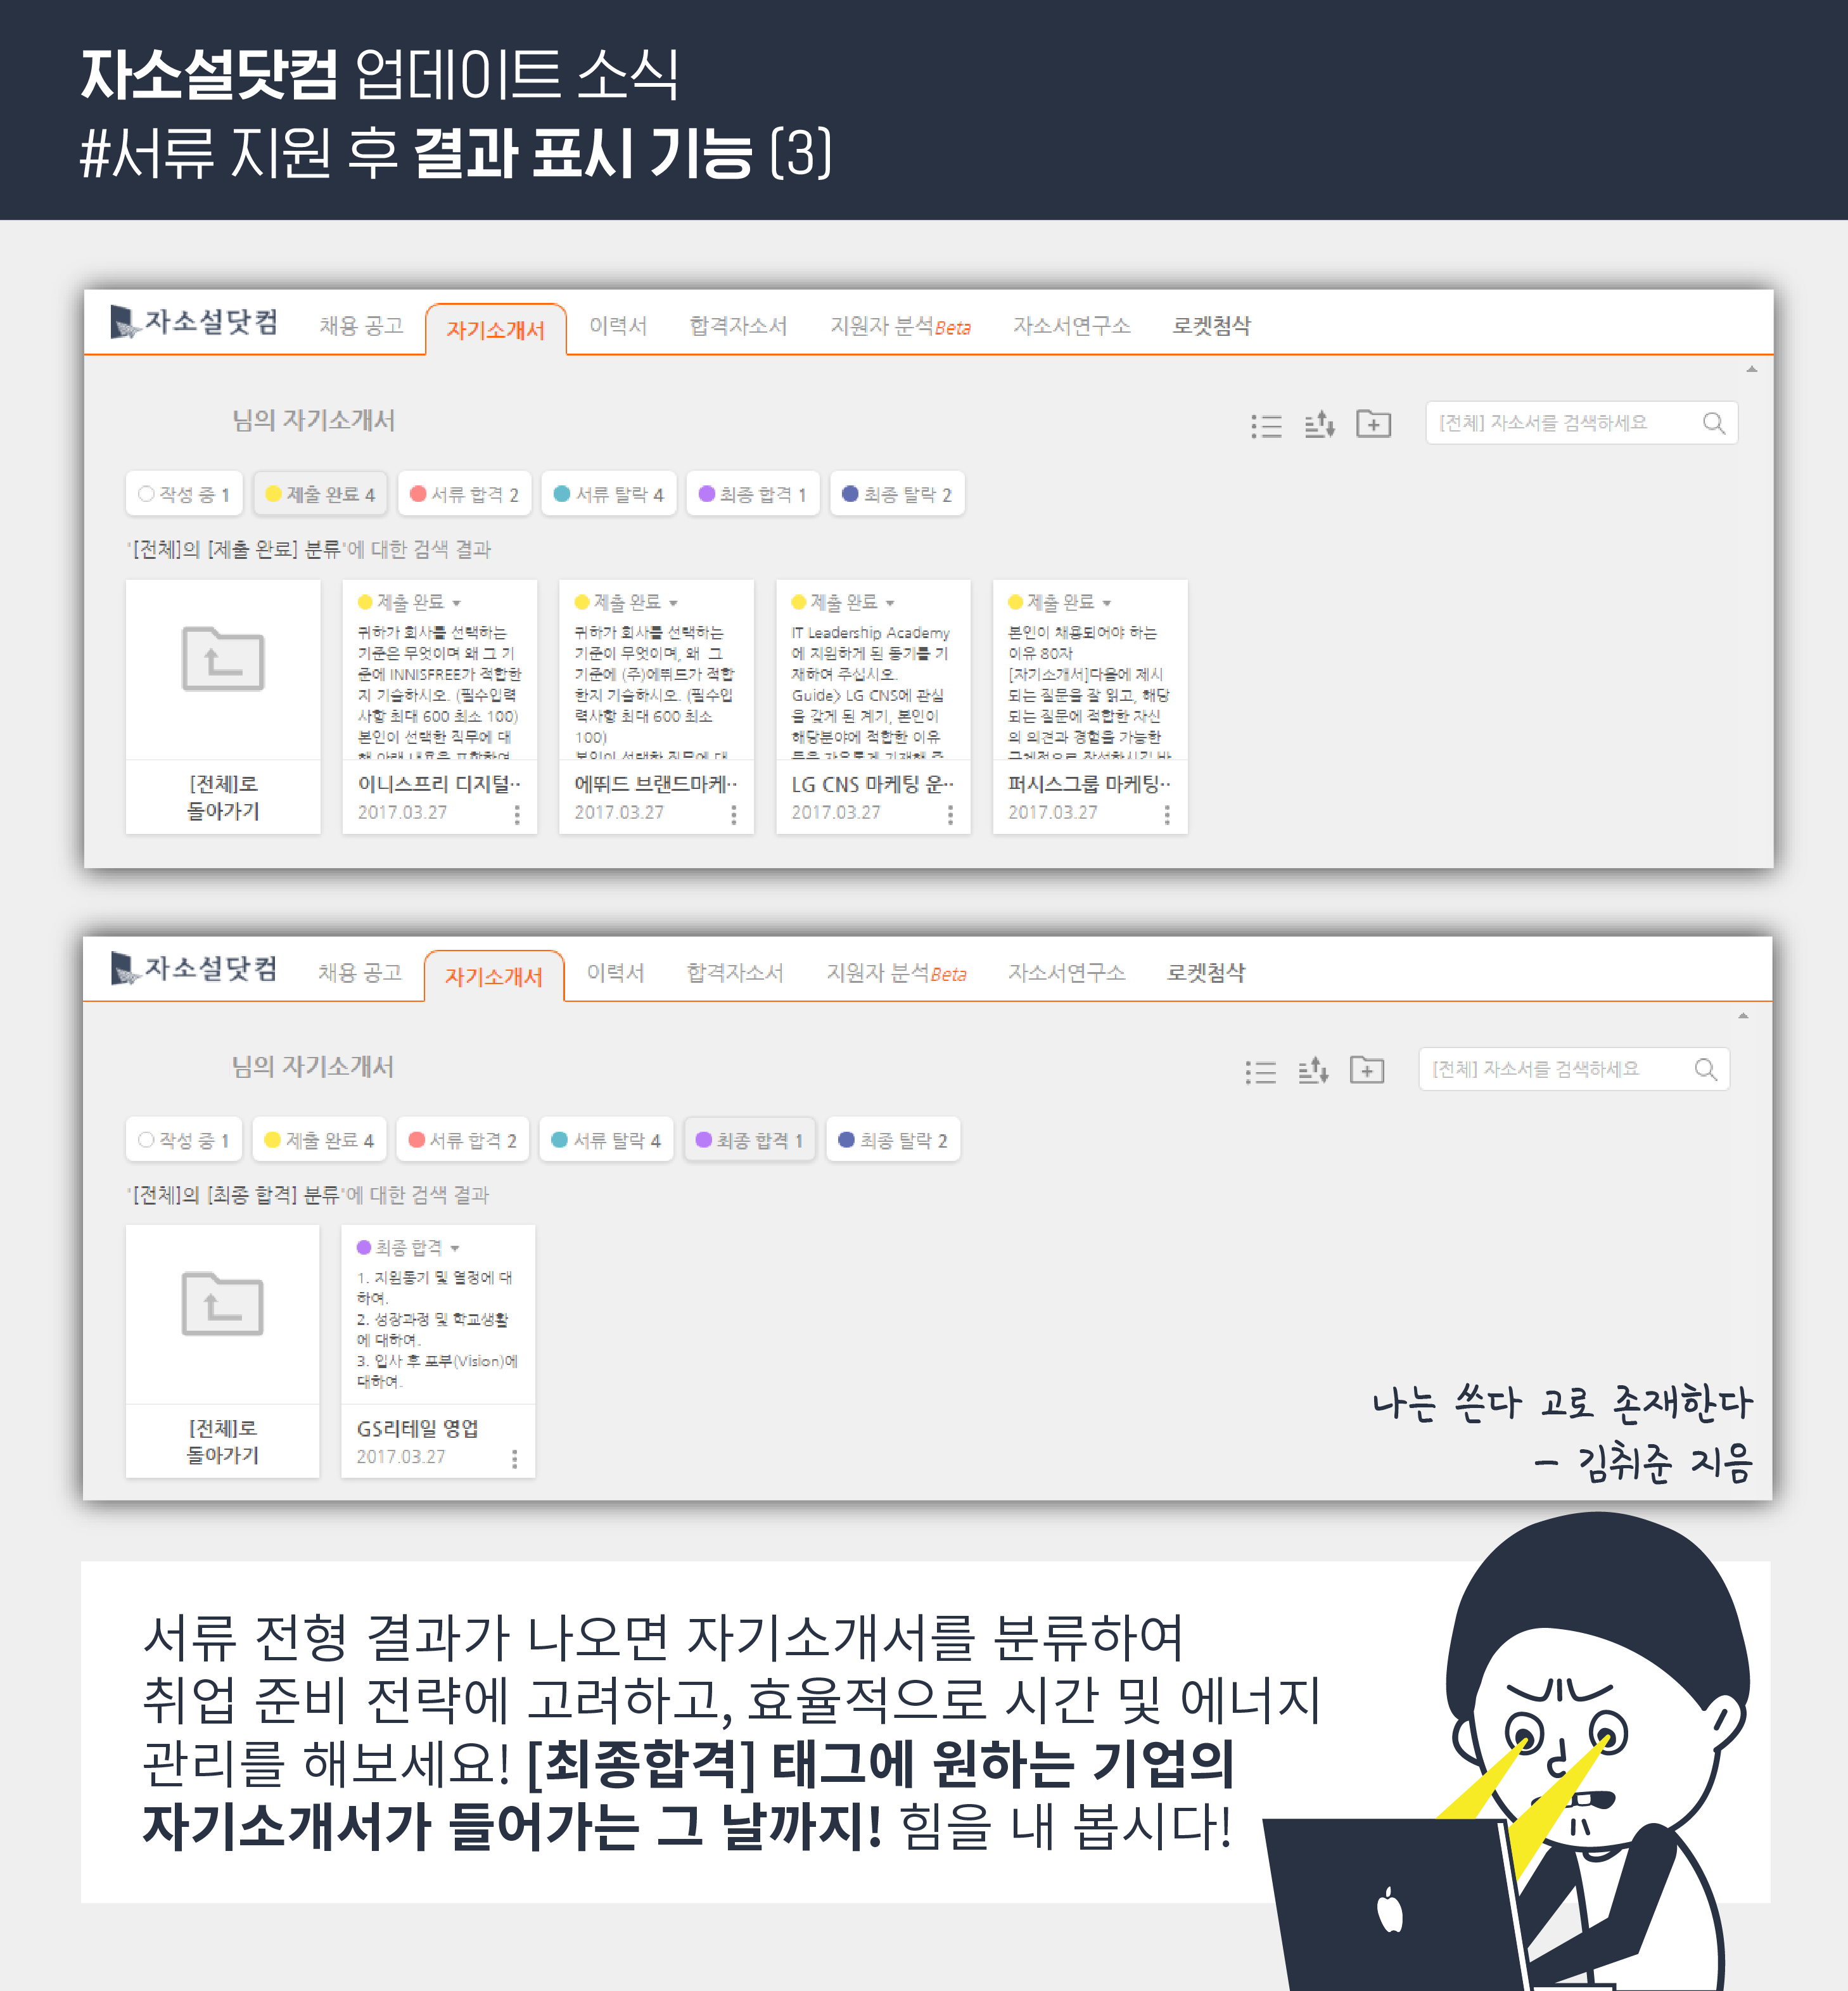 자소설닷컴 업데이트 소식
#서류 지원 후 결과 표시 기능 (3)
자소설닷컴 채용 공고 자기소개서 이력서 합격자소서 지원자 분석Beta 자소서연구소 로켓첨삭
님의 자기소개서
[전체] 자소서를 검색하세요
작성 중 1 제출 완료 4 서류 합격 2 서류 탈락 4 최종 합격 1 최종 탈락 2
'[전체]의 [제출 완료] 분류'에 대한 검색 결과
[전체]로
돌아가기
제출 완료
귀하가 회사를 선택하는
기준은 무엇이며 왜 그 기
준에 INNISFREE가 적합한
지 기술하시오. (필수입력
사항 최대 600 최소 100)
본인이 선택한 직무에 대
해 아래 내용을 포함하여
이니스프리 디지털··
2017.03.27
제출 완료
귀하가 회사를 선택하는
기준이 무엇이며, 왜 그
기준에 (주)에뛰드가 적합
한지 기술하시오. (필수입
력사항 최대 600 최소
100)
본인이 선택한 직무에 대
에뛰드 브랜드마케··
2017.03.27
제출 완료
IT Leadership Academy
에 지원하게 된 동기를 기
재하여 주십시오.
Guide> LG CNS에 관심
을 갖게 된 계기, 본인이
해당분야에 적합한 이유
등을 자유롭게 기재해 주
LG CNS 마케팅 운··
2017.03.27
제출 완료
본인이 채용되어야 하는
이유 80자
[자기소개서]다음에 제시
되는 질문을 잘 읽고, 해당
되는 질문에 적합한 자신
의 의견과 경험을 가능한
구체적으로 작성하시길 바
퍼시스그룹 마케팅··
2017.03.27
자소설닷컴 채용 공고 자기소개서 이력서 합격자소서 지원자 분석Beta 자소서연구소 로켓첨삭
님의 자기소개서
[전체] 자소서를 검색하세요
작성 중 1 제출 완료 4 서류 합격 2 서류 탈락 4 최종 합격 1 최종 탈락 2
'[전체]의 [최종 합격] 분류'에 대한 검색 결과
[전체]로
돌아가기
최종 합격
1. 지원동기 및 열정에 대
하여.
2. 성장과정 및 학교생활
에 대하여.
3. 입사 후 포부(Vision)에
대하여.
GS리테일 영업
2017.03.27
나는 쓴다 고로 존재한다
- 김취준 지음
서류 전형 결과가 나오면 자기소개서를 분류하여
취업 준비 전략에 고려하고, 효율적으로 시간 및 에너지
관리를 해보세요! [최종합격] 태그에 원하는 기업의
자기소개서가 들어가는 그 날까지! 힘을 내 봅시다!